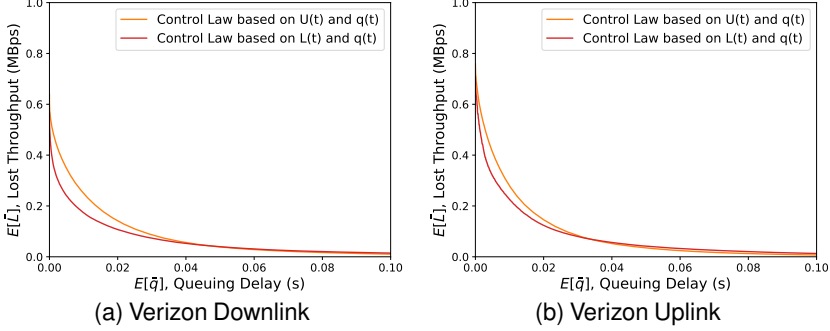 1.0
0.8
0.6
0.4
0.2
0.0
E[L̄], Lost Throughput (MBps)
Control Law based on U(t) and q(t)
Control Law based on L(t) and q(t)
0.00 0.02 0.04 0.06 0.08 0.10
E[q̄], Queuing Delay (s)
(a) Verizon Downlink
1.0
0.8
0.6
0.4
0.2
0.0
E[L̄], Lost Throughput (MBps)
Control Law based on U(t) and q(t)
Control Law based on L(t) and q(t)
0.00 0.02 0.04 0.06 0.08 0.10
E[q̄], Queuing Delay (s)
(b) Verizon Uplink